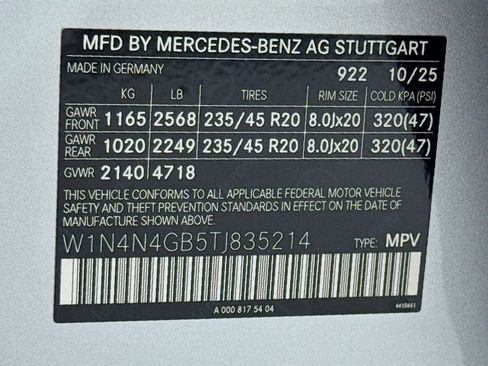 MFD BY MERCEDES-BENZ AG STUTTGART
MADE IN GERMANY 922 10/25
KG LB TIRES RIM SIZE COLD KPA (PSI)
GAWR FRONT 1165 2568 235/45 R20 8.0Jx20 320(47)
GAWR REAR 1020 2249 235/45 R20 8.0Jx20 320(47)
GVWR 2140 4718
THIS VEHICLE CONFORMS TO ALL APPLICABLE FEDERAL MOTOR VEHICLE
SAFETY AND THEFT PREVENTION STANDARDS IN EFFECT ON THE DATE
OF MANUFACTURE SHOWN ABOVE.
W1N4N4GB5TJ835214 TYPE: MPV
A 000 817 54 04
4410661